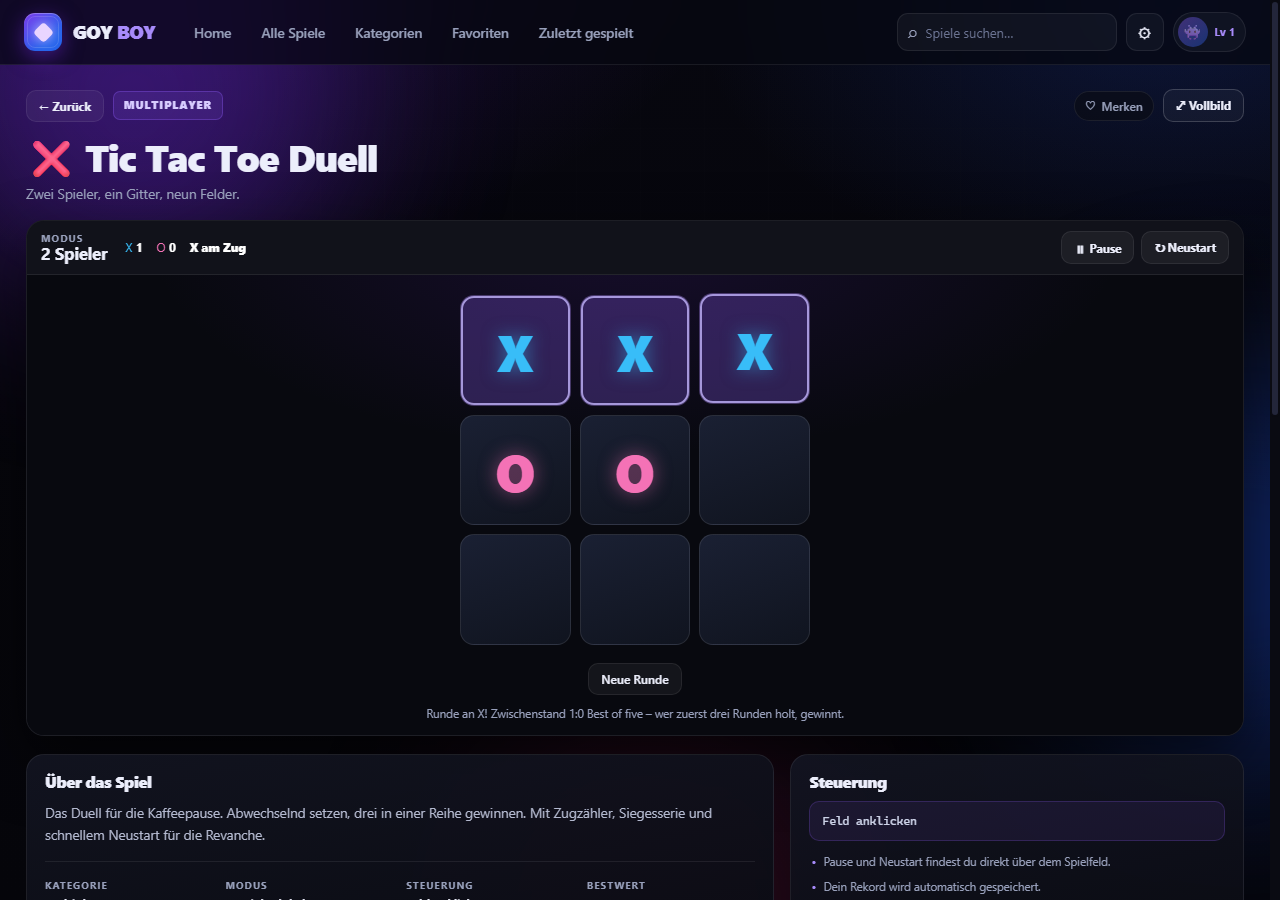 GOY BOY
Home
Alle Spiele
Kategorien
Favoriten
Zuletzt gespielt
Spiele suchen...
Lv 1
← Zurück
MULTIPLAYER
♡ Merken
⤢ Vollbild
❌ Tic Tac Toe Duell
Zwei Spieler, ein Gitter, neun Felder.
MODUS
2 Spieler
X 1
O 0
X am Zug
⏸ Pause
↻ Neustart
X X X
O O
Neue Runde
Runde an X! Zwischenstand 1:0 Best of five – wer zuerst drei Runden holt, gewinnt.
Über das Spiel
Das Duell für die Kaffeepause. Abwechselnd setzen, drei in einer Reihe gewinnen. Mit Zugzähler, Siegesserie und
schnellem Neustart für die Revanche.
KATEGORIE
MODUS
STEUERUNG
BESTWERT
Steuerung
Feld anklicken
• Pause und Neustart findest du direkt über dem Spielfeld.
• Dein Rekord wird automatisch gespeichert.